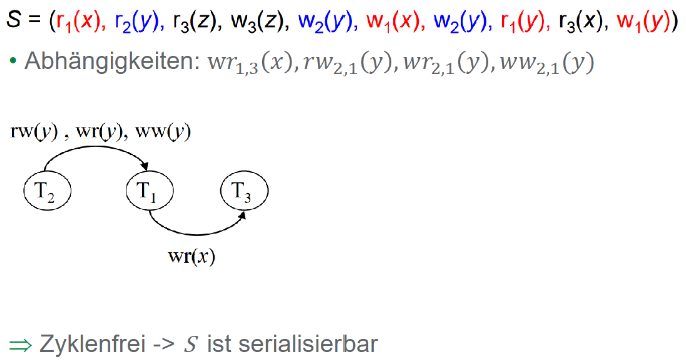 S = (r₁(x), r₂(y), r₃(z), w₃(z), w₂(y), w₁(x), w₂(y), r₁(y), r₃(x), w₁(y))
• Abhängigkeiten: wr₁,₃(x), rw₂,₁(y), wr₂,₁(y), ww₂,₁(y)
rw(y) , wr(y), ww(y)
T₂ T₁ T₃
wr(x)
⇒ Zyklenfrei -> S ist serialisierbar